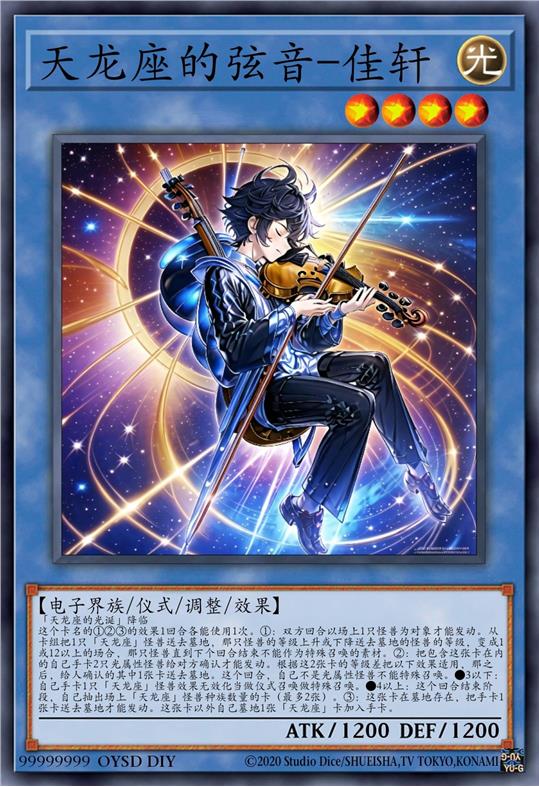 天龙座的弦音-佳轩
光
【电子界族/仪式/调整/效果】
「天龙座的光诞」降临
这个卡名的①②③的效果1回合各能使用1次。①：双方回合以场上1只怪兽为对象才能发动。从
卡组把1只「天龙座」怪兽送去墓地，那只怪兽的等级上升或下降送去墓地的怪兽的等级，变成1
或12以上的场合，那只怪兽直到下个回合结束不能作为特殊召唤的素材。②：把包含这张卡在内
的自己手卡2只光属性怪兽给对方确认才能发动。根据这2张卡的等级差把以下效果适用，那之
后，给人确认的其中1张卡送去墓地。这个回合，自己不是光属性怪兽不能特殊召唤。●3以下：
自己手卡1只「天龙座」怪兽效果无效化当做仪式召唤做特殊召唤。●4以上：这个回合结束阶
段，自己抽出场上「天龙座」怪兽种族数量的卡（最多2张）。③：这张卡在墓地存在，把手卡1
张卡送去墓地才能发动。这张卡以外自己墓地1张「天龙座」卡加入手卡。
ATK/1200 DEF/1200
99999999 OYSD DIY
©2020 Studio Dice/SHUEISHA,TV TOKYO,KONAMI